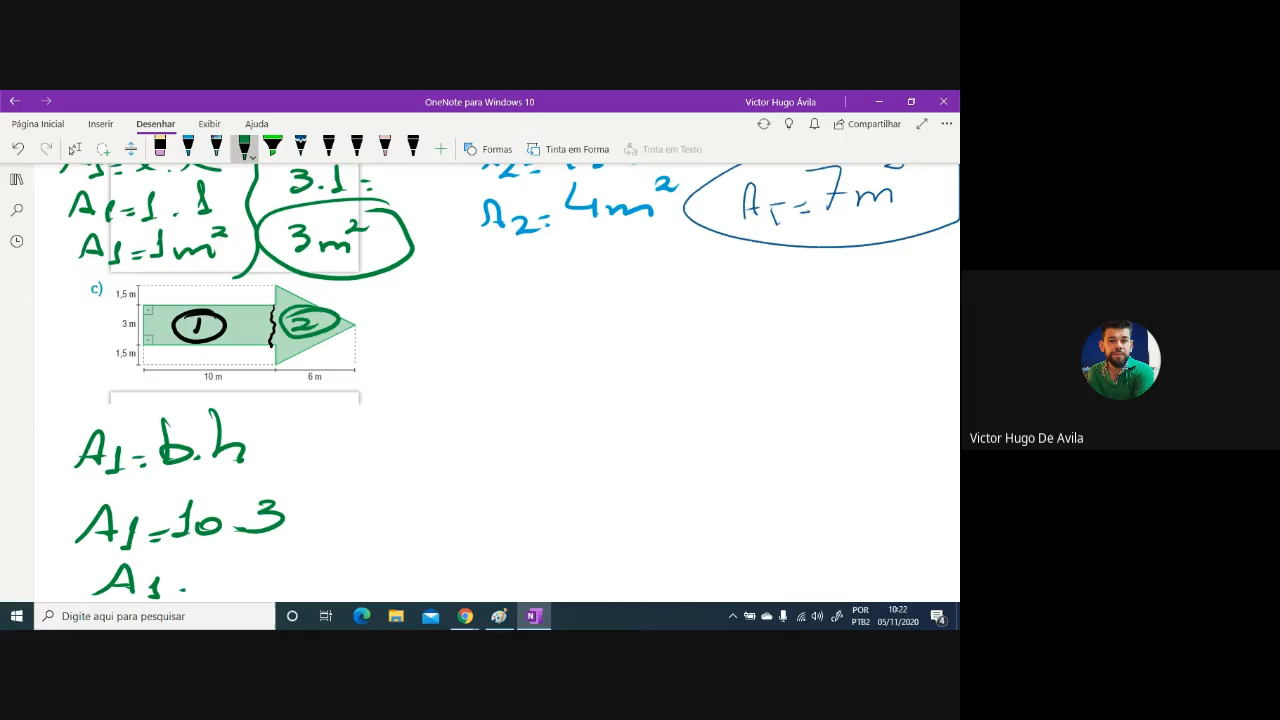 OneNote para Windows 10
Victor Hugo Ávila
Página Inicial Inserir Desenhar Exibir Ajuda
Compartilhar
Formas Tinta em Forma Tinta em Texto
3.1=
A1=1.1
A1=1m²
3m²
A2=4m²
AT=7m²
c)
1,5 m
3 m
1,5 m
1
2
10 m
6 m
A1=b.h
A1=10.3
A1
Victor Hugo De Avila
Digite aqui para pesquisar
POR
PTB2
10:22
05/11/2020
4